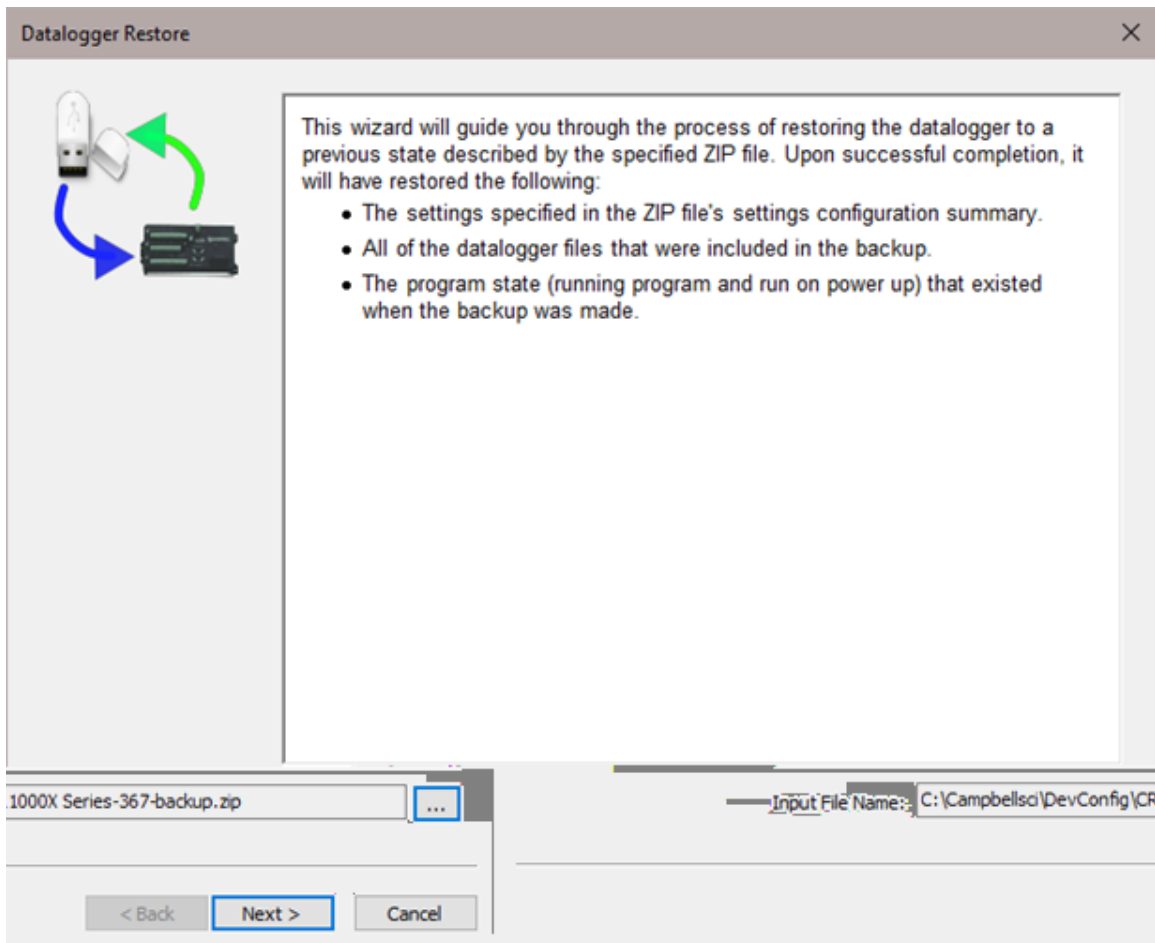 Datalogger Restore
This wizard will guide you through the process of restoring the datalogger to a
previous state described by the specified ZIP file. Upon successful completion, it
will have restored the following:
• The settings specified in the ZIP file's settings configuration summary.
• All of the datalogger files that were included in the backup.
• The program state (running program and run on power up) that existed
when the backup was made.
1000X Series-367-backup.zip
...
Input File Name:
C:\Campbellsci\DevConfig\CR
< Back
Next >
Cancel